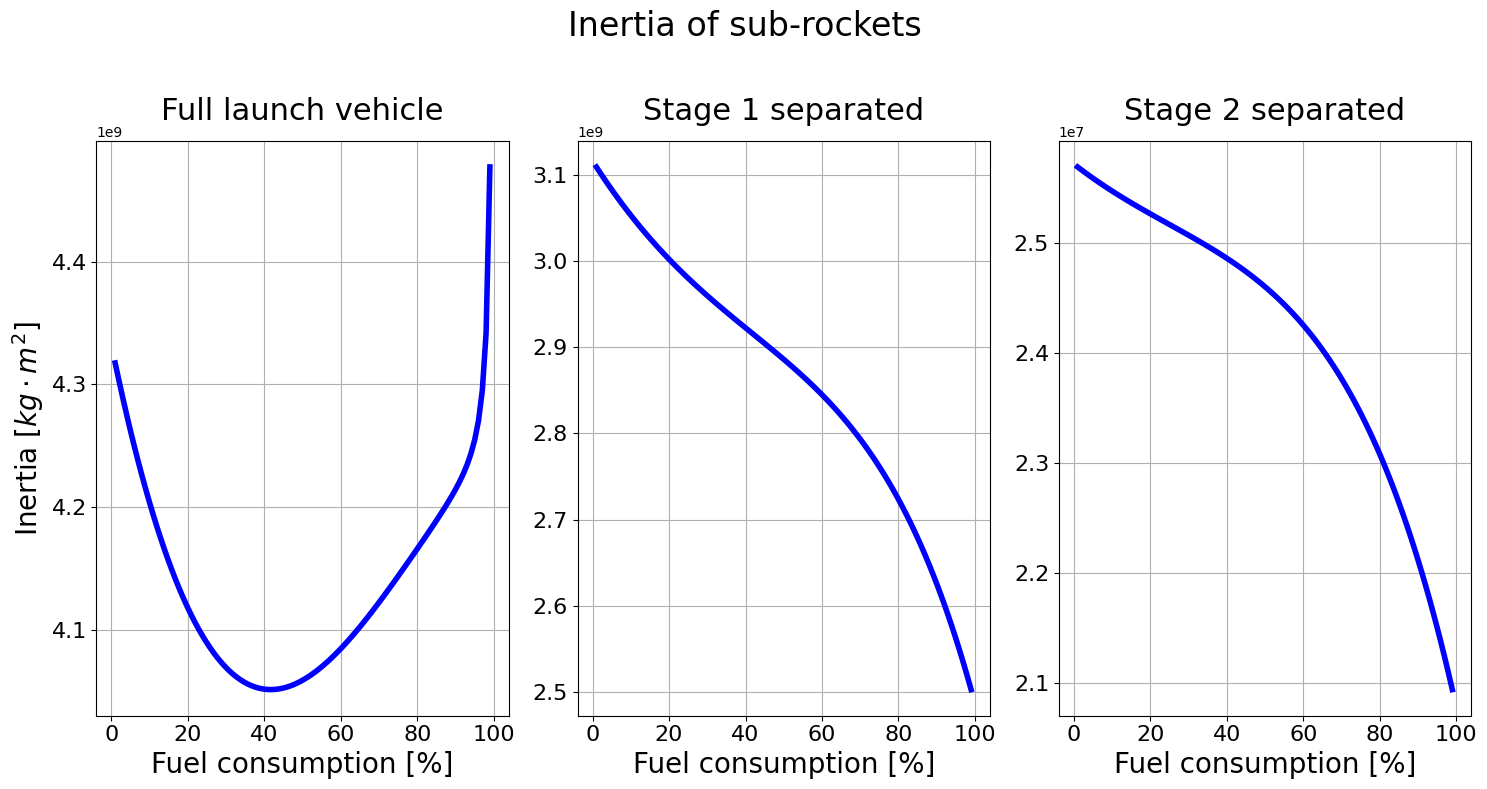 Inertia of sub-rockets
Full launch vehicle
1e9
4.4
4.3
4.2
4.1
Inertia [kg · m²]
0 20 40 60 80 100
Fuel consumption [%]
Stage 1 separated
1e9
3.1
3.0
2.9
2.8
2.7
2.6
2.5
0 20 40 60 80 100
Fuel consumption [%]
Stage 2 separated
1e7
2.5
2.4
2.3
2.2
2.1
0 20 40 60 80 100
Fuel consumption [%]